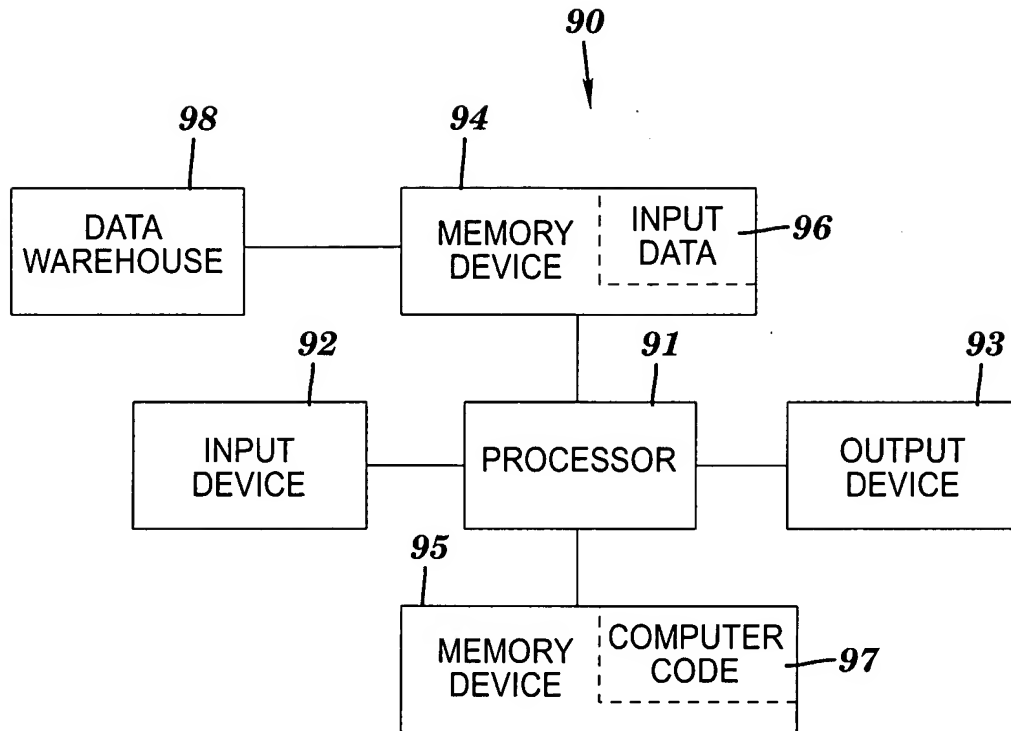 90
98
94
DATA
WAREHOUSE
MEMORY
DEVICE
INPUT
DATA
96
92
91
93
INPUT
DEVICE
PROCESSOR
OUTPUT
DEVICE
95
MEMORY
DEVICE
COMPUTER
CODE
97